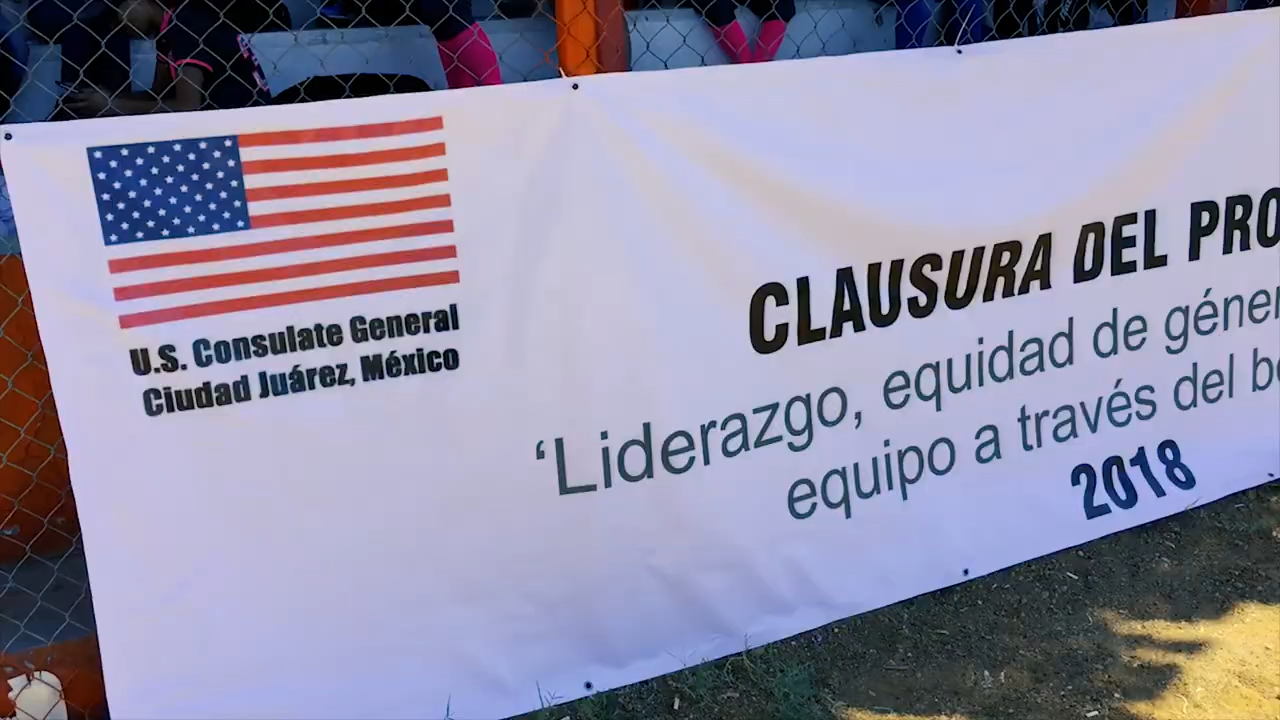 U.S. Consulate General
Ciudad Juárez, México
CLAUSURA DEL
‘Liderazgo, equidad de
equipo a través del
2018